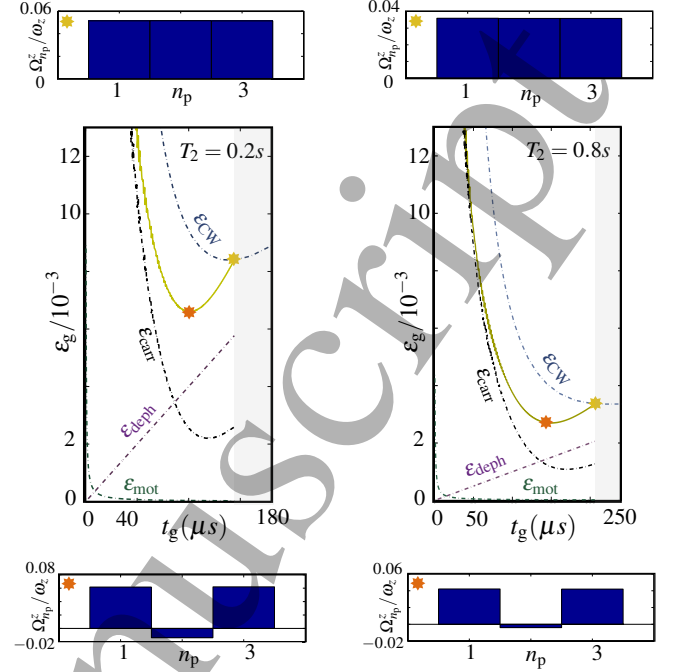 0.06
0.04
Ω^z_{n_p}/ω_z
Ω^z_{n_p}/ω_z
0
0
1
n_p
3
1
n_p
3
T_2 = 0.2s
T_2 = 0.8s
12
12
10
10
ε_CW
ε_g/10^{-3}
ε_g/10^{-3}
ε_carr
ε_CW
ε_carr
ε_deph
2
2
ε_deph
ε_mot
ε_mot
0
0
0
40
t_g(μs)
180
0
50
t_g(μs)
250
0.08
0.06
Ω^z_{n_p}/ω_z
Ω^z_{n_p}/ω_z
−0.02
−0.02
1
n_p
3
1
n_p
3
nuscript